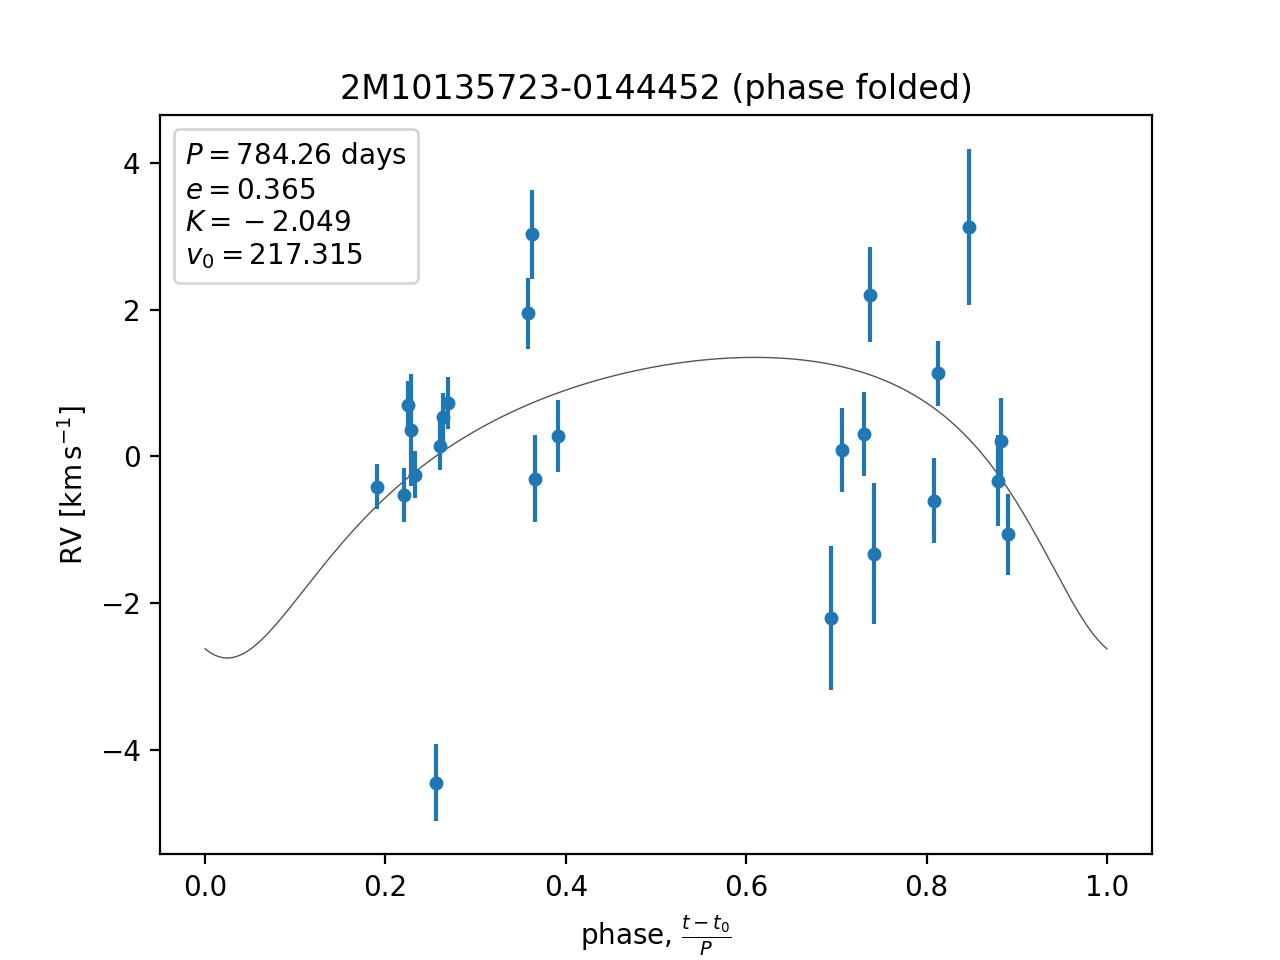 2M10135723-0144452 (phase folded)
P = 784.26 days
e = 0.365
K = −2.049
v₀ = 217.315
4
2
0
−2
−4
RV [km s⁻¹]
0.0 0.2 0.4 0.6 0.8 1.0
phase, (t − t₀)/P